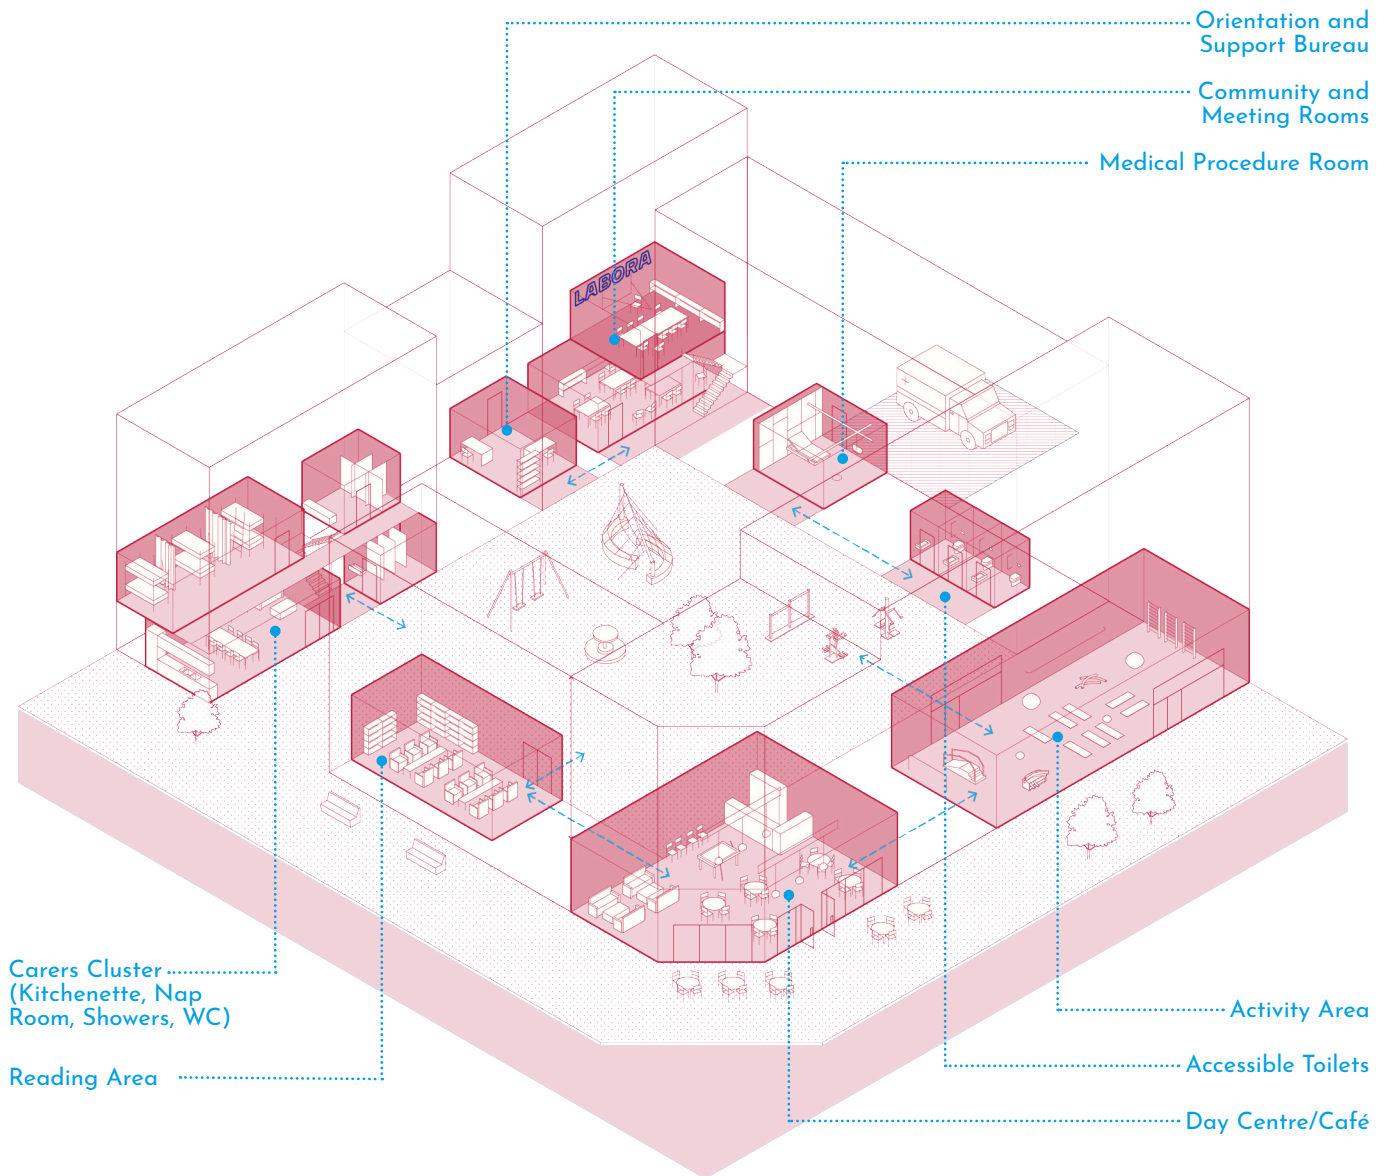 Orientation and
Support Bureau
Community and
Meeting Rooms
Medical Procedure Room
LABORA
Carers Cluster
(Kitchenette, Nap
Room, Showers, WC)
Reading Area
Activity Area
Accessible Toilets
Day Centre/Café